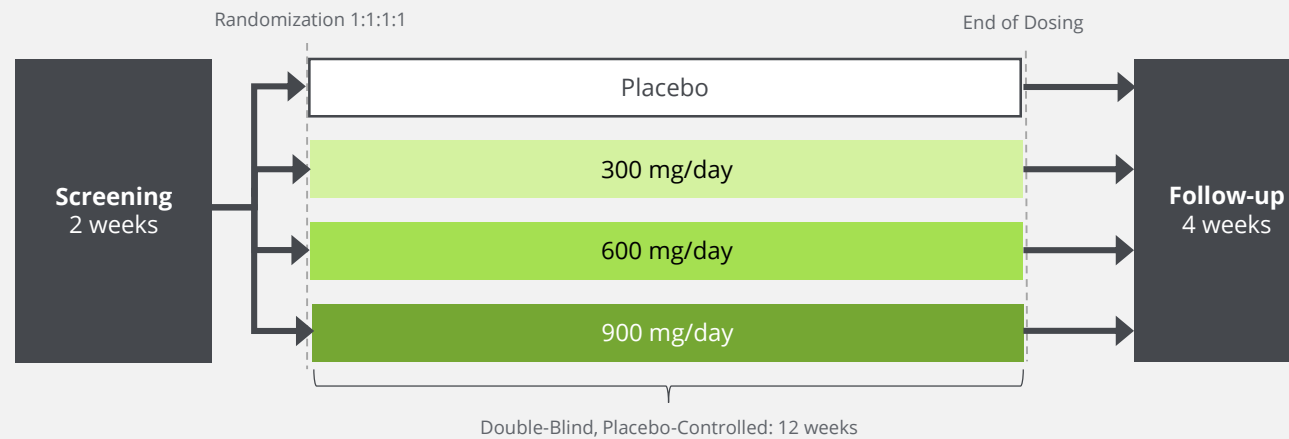 Randomization 1:1:1:1
End of Dosing
Screening
2 weeks
Placebo
300 mg/day
600 mg/day
900 mg/day
Follow-up
4 weeks
Double-Blind, Placebo-Controlled: 12 weeks